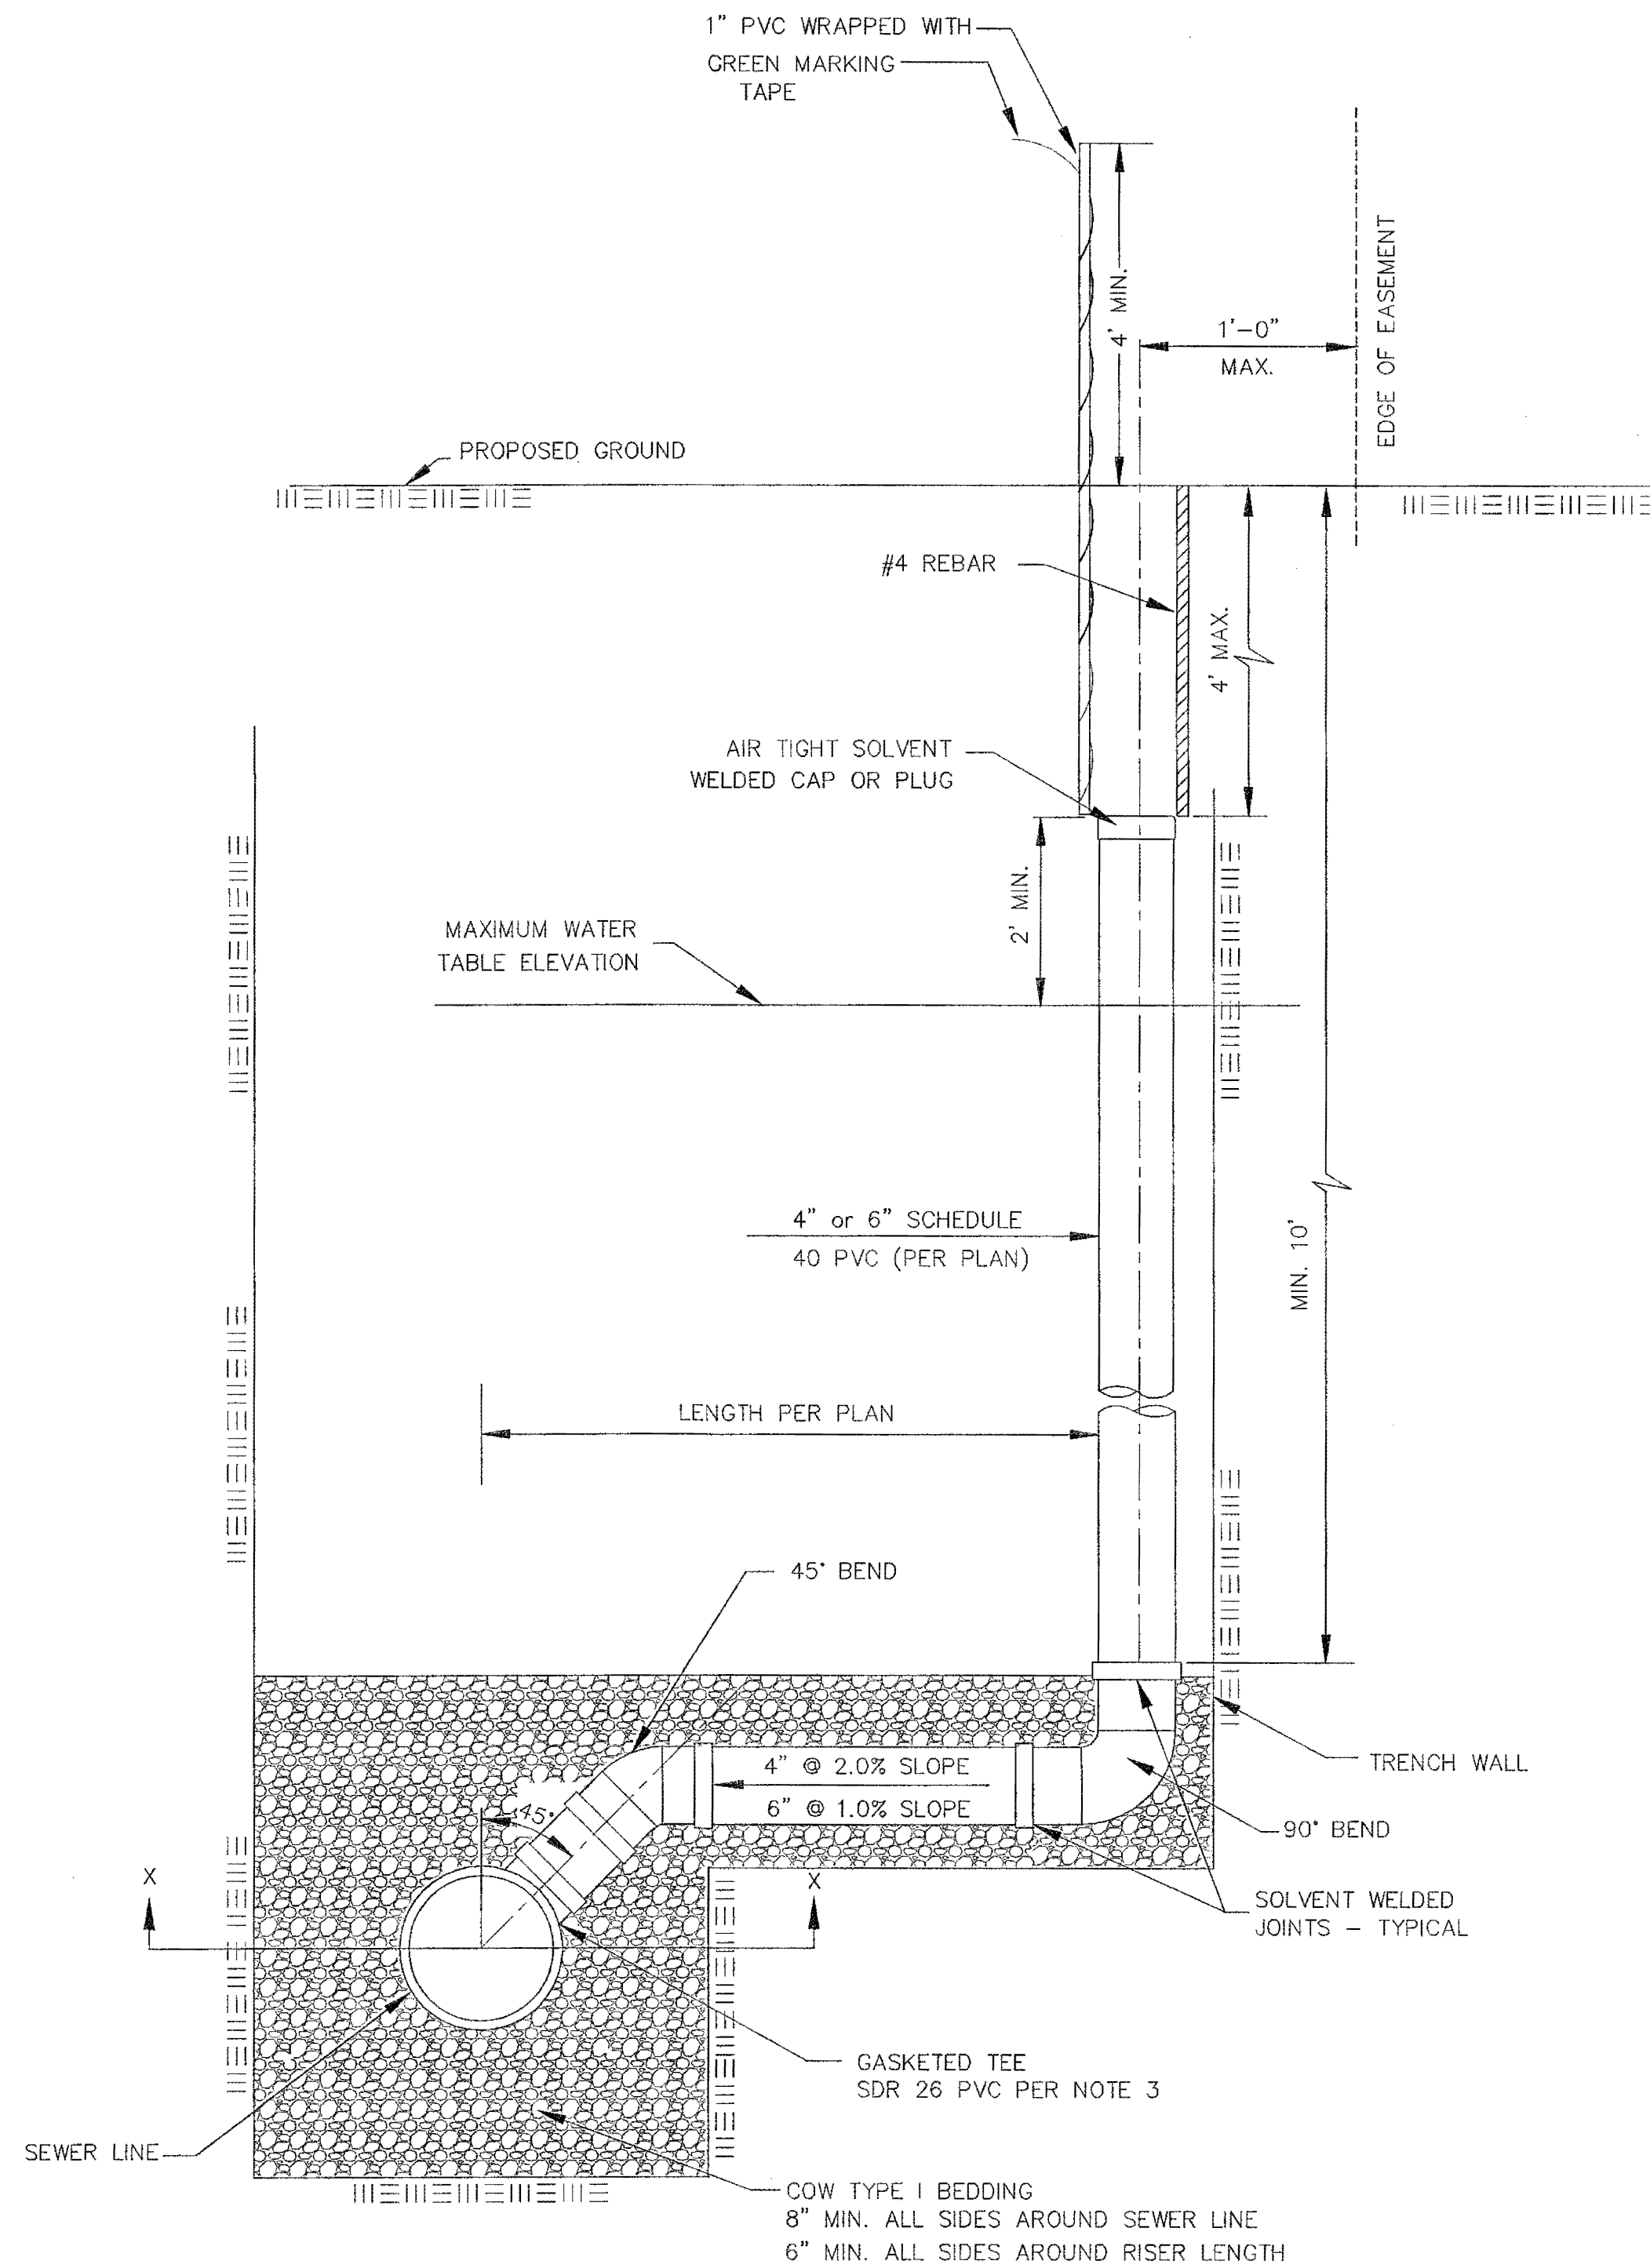 1" PVC WRAPPED WITH
GREEN MARKING
TAPE
4' MIN.
1'-0"
MAX.
EDGE OF EASEMENT
PROPOSED GROUND
#4 REBAR
4' MAX.
AIR TIGHT SOLVENT
WELDED CAP OR PLUG
2' MIN.
MAXIMUM WATER
TABLE ELEVATION
4" or 6" SCHEDULE
40 PVC (PER PLAN)
MIN. 10'
LENGTH PER PLAN
45° BEND
4" @ 2.0% SLOPE
6" @ 1.0% SLOPE
TRENCH WALL
45°
90° BEND
X
X
SOLVENT WELDED
JOINTS – TYPICAL
GASKETED TEE
SDR 26 PVC PER NOTE 3
SEWER LINE
COW TYPE I BEDDING
8" MIN. ALL SIDES AROUND SEWER LINE
6" MIN. ALL SIDES AROUND RISER LENGTH